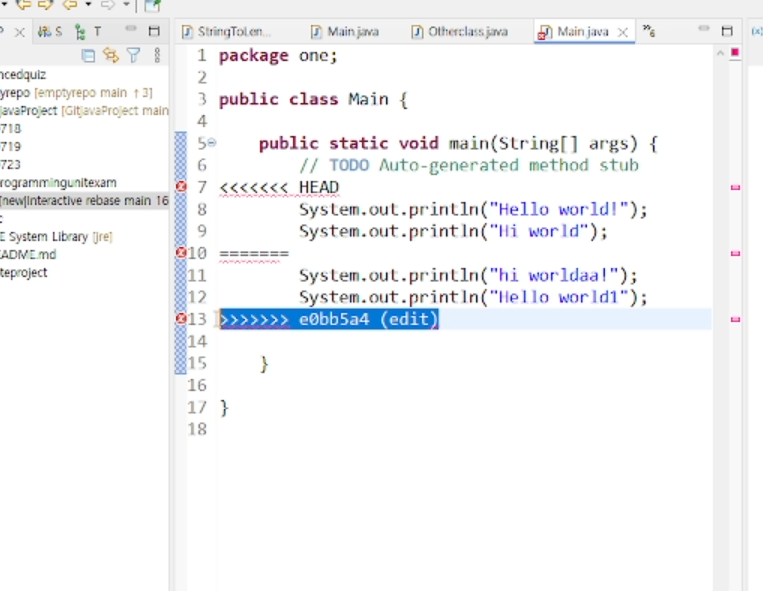 S T
StringToLen...
Main.java
Otherclass.java
Main.java
"6
ncedquiz
yrepo [emptyrepo main ↑3]
JavaProject [GitjavaProject main
718
719
723
rogrammingunitexam
[new|Interactive rebase main 16
E System Library [jre]
ADME.md
teproject
1 package one;
2
3 public class Main {
4
5 public static void main(String[] args) {
6 // TODO Auto-generated method stub
7 <<<<<<< HEAD
8 System.out.println("Hello world!");
9 System.out.println("Hi world");
10 =======
11 System.out.println("hi worldaa!");
12 System.out.println("Hello world1");
13 >>>>>>> e0bb5a4 (edit)
14
15 }
16
17 }
18